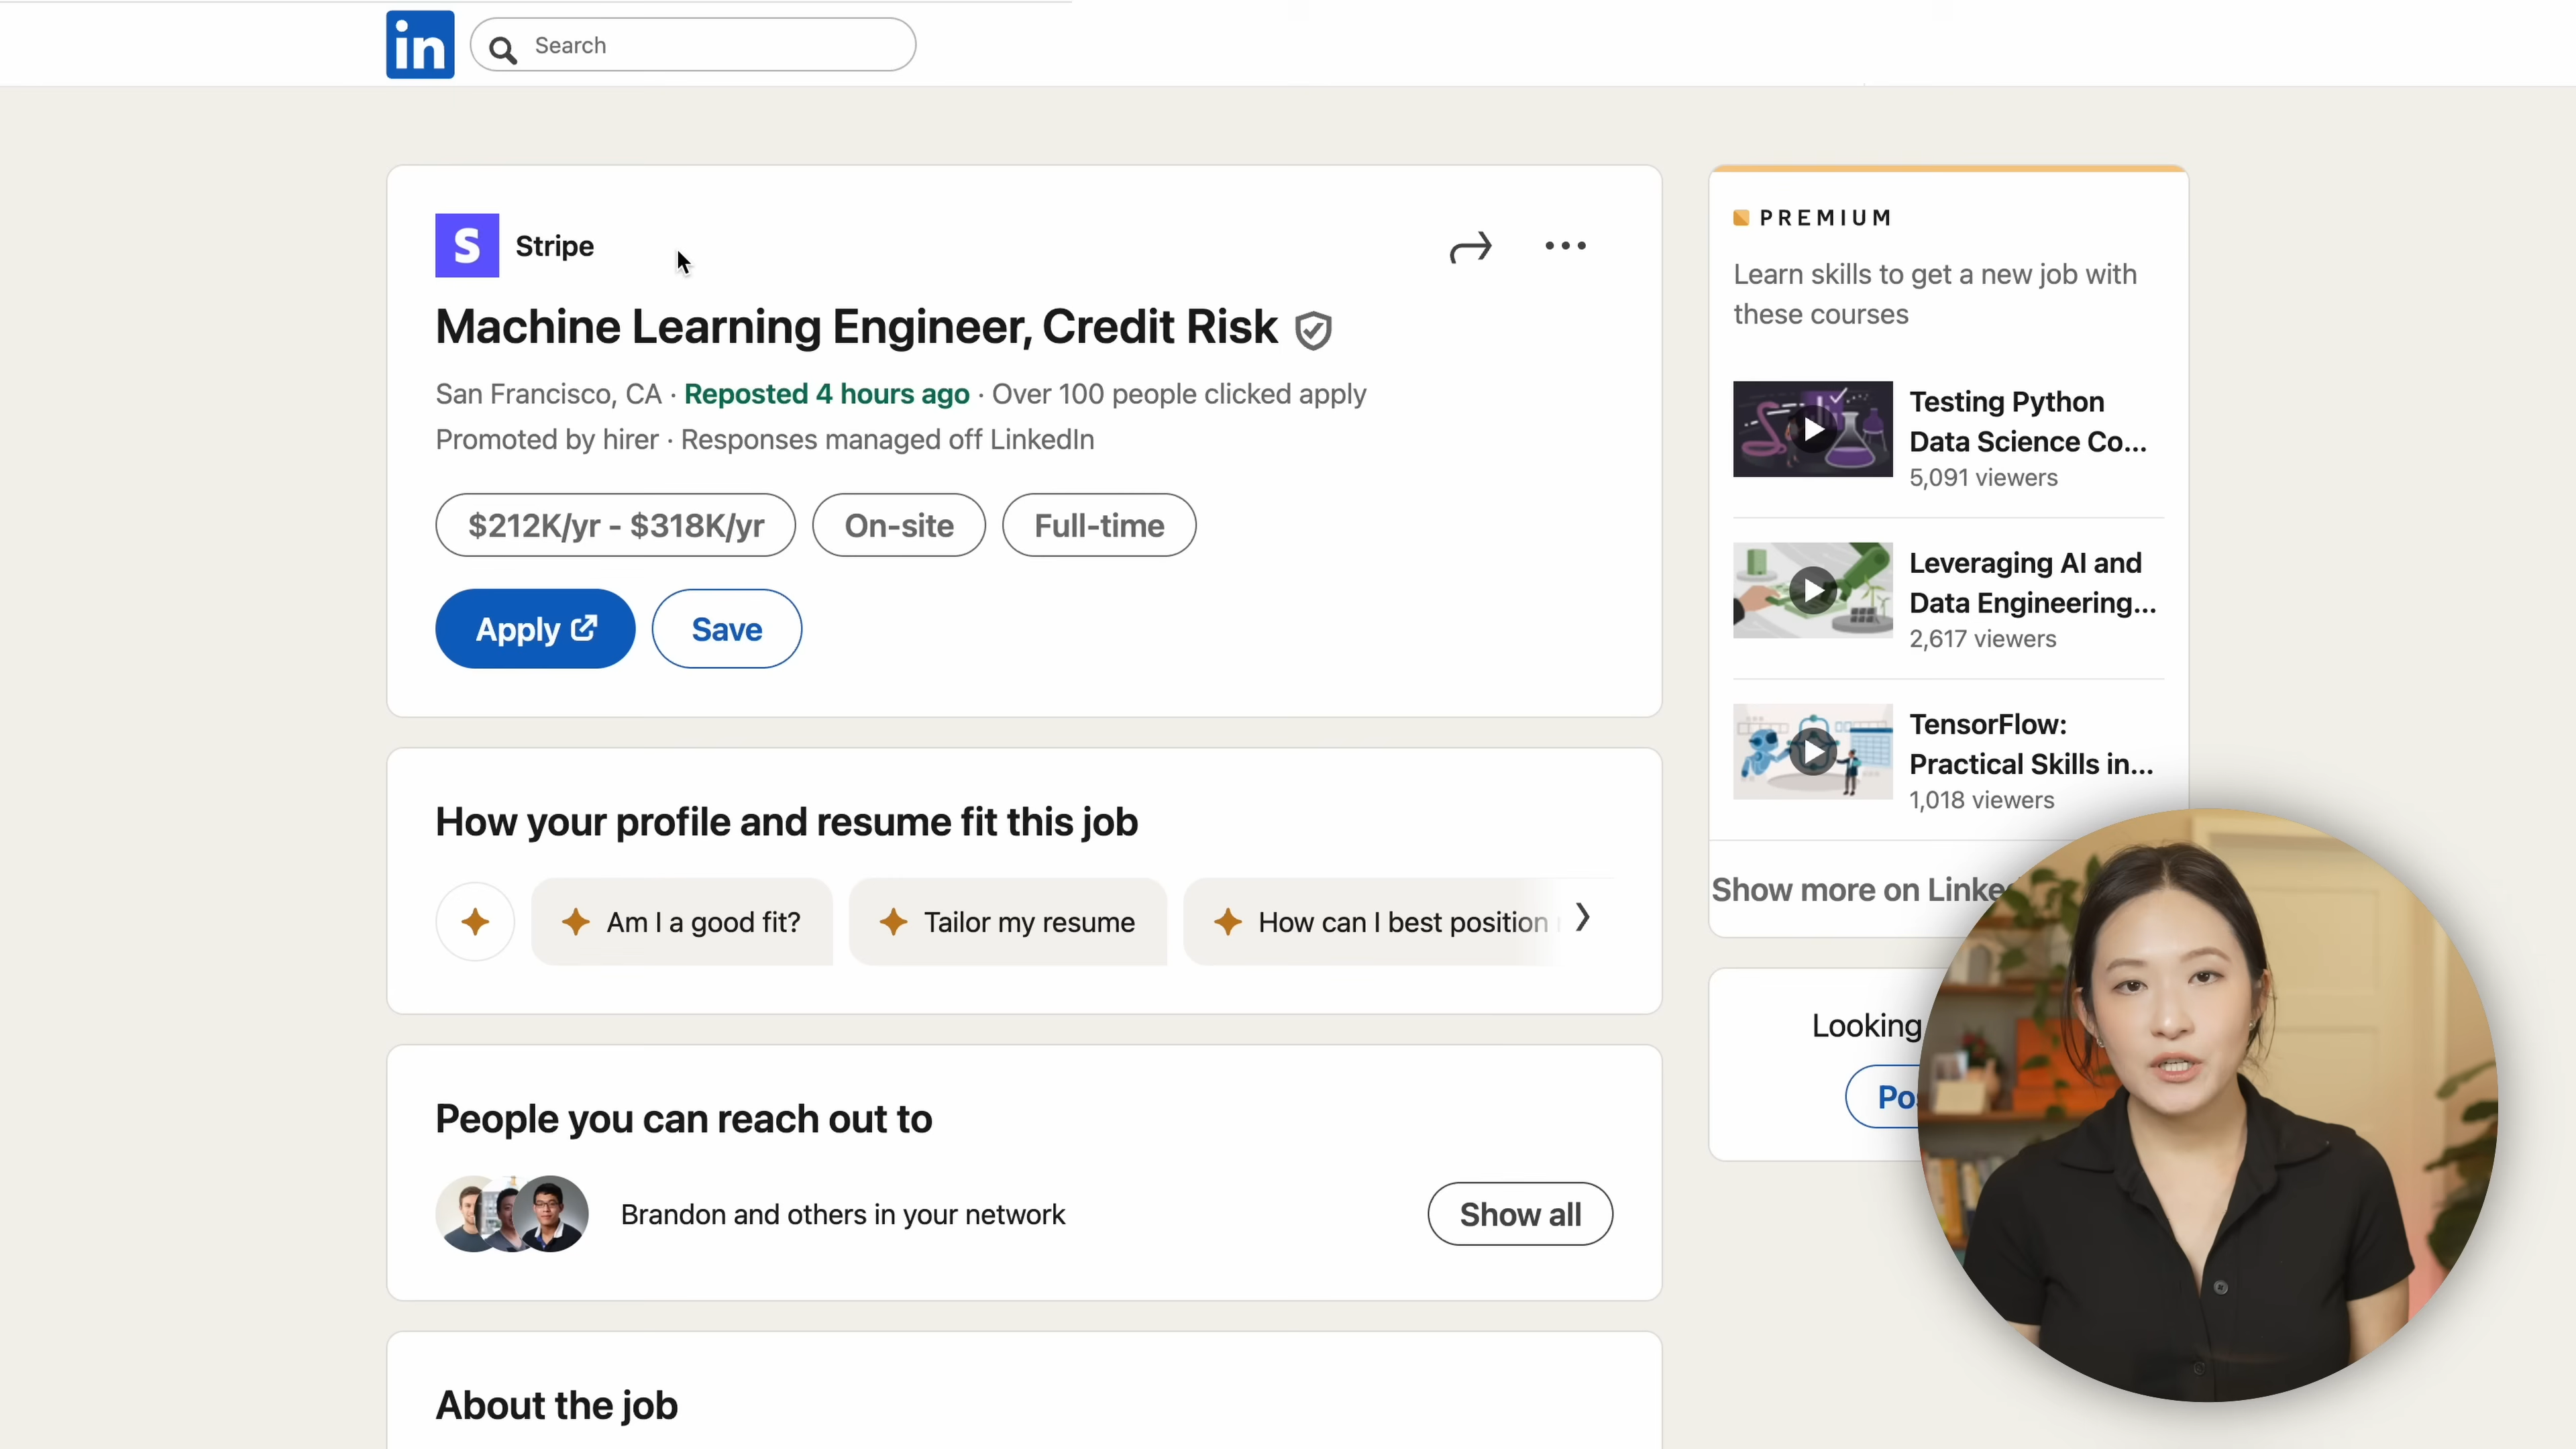 in
Search
S
Stripe
Machine Learning Engineer, Credit Risk
San Francisco, CA · Reposted 4 hours ago · Over 100 people clicked apply
Promoted by hirer · Responses managed off LinkedIn
$212K/yr - $318K/yr
On-site
Full-time
Apply
Save
How your profile and resume fit this job
Am I a good fit?
Tailor my resume
How can I best position
People you can reach out to
Brandon and others in your network
Show all
About the job
PREMIUM
Learn skills to get a new job with
these courses
Testing Python
Data Science Co...
5,091 viewers
Leveraging AI and
Data Engineering...
2,617 viewers
TensorFlow:
Practical Skills in...
1,018 viewers
Show more on Linke
Looking
Po